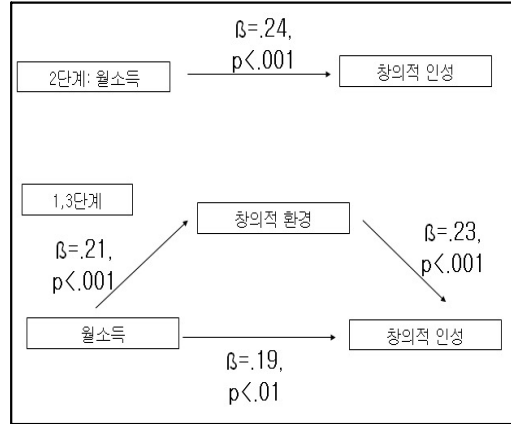 ß=.24,
p<.001
2단계: 월소득
창의적 인성
1,3단계
창의적 환경
ß=.21,
p<.001
ß=.23,
p<.001
월소득
창의적 인성
ß=.19,
p<.01